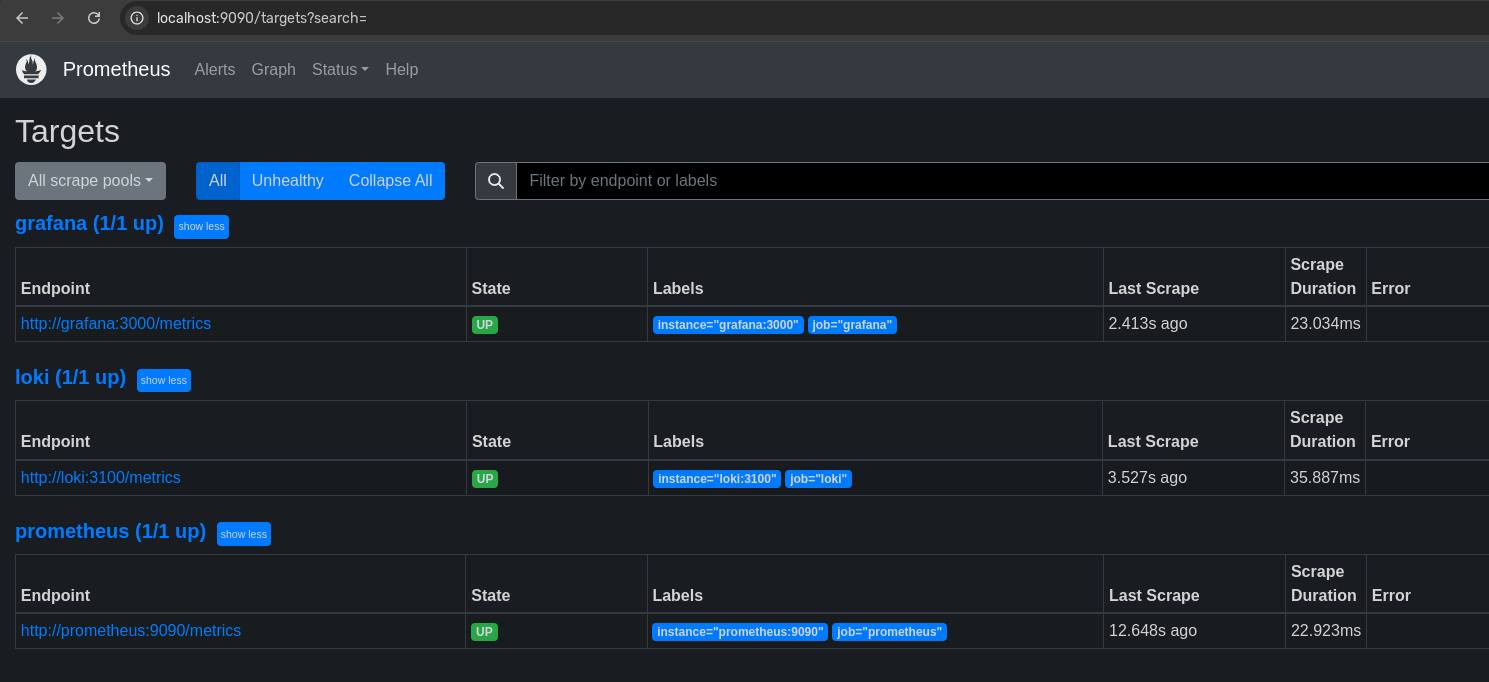 localhost:9090/targets?search=
Prometheus Alerts Graph Status Help
Targets
All scrape pools All Unhealthy Collapse All Filter by endpoint or labels
grafana (1/1 up) show less
Endpoint State Labels Last Scrape Scrape Duration Error
http://grafana:3000/metrics UP instance="grafana:3000" job="grafana" 2.413s ago 23.034ms
loki (1/1 up) show less
Endpoint State Labels Last Scrape Scrape Duration Error
http://loki:3100/metrics UP instance="loki:3100" job="loki" 3.527s ago 35.887ms
prometheus (1/1 up) show less
Endpoint State Labels Last Scrape Scrape Duration Error
http://prometheus:9090/metrics UP instance="prometheus:9090" job="prometheus" 12.648s ago 22.923ms